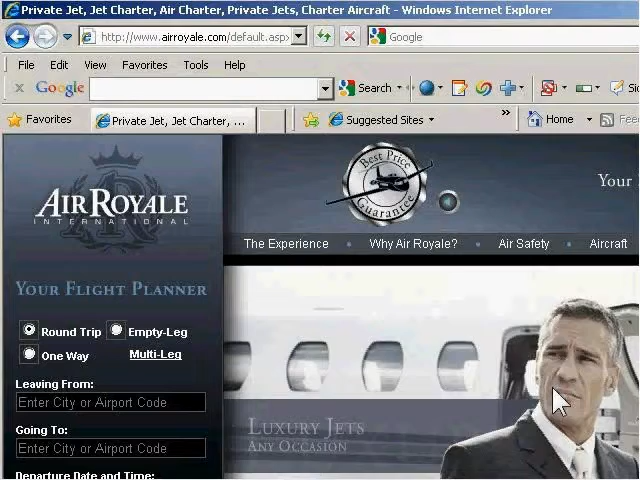 Private Jet, Jet Charter, Air Charter, Private Jets, Charter Aircraft - Windows Internet Explorer
http://www.airroyale.com/default.asp
Google
File Edit View Favorites Tools Help
x Google Search
Favorites Private Jet, Jet Charter, ... Suggested Sites Home
Best Price
Guarantee
Your
AIR ROYALE
INTERNATIONAL
The Experience • Why Air Royale? • Air Safety • Aircraft
YOUR FLIGHT PLANNER
Round Trip Empty-Leg
One Way Multi-Leg
Leaving From:
Enter City or Airport Code
Going To:
Enter City or Airport Code
Departure Date and Time:
LUXURY JETS
ANY OCCASION